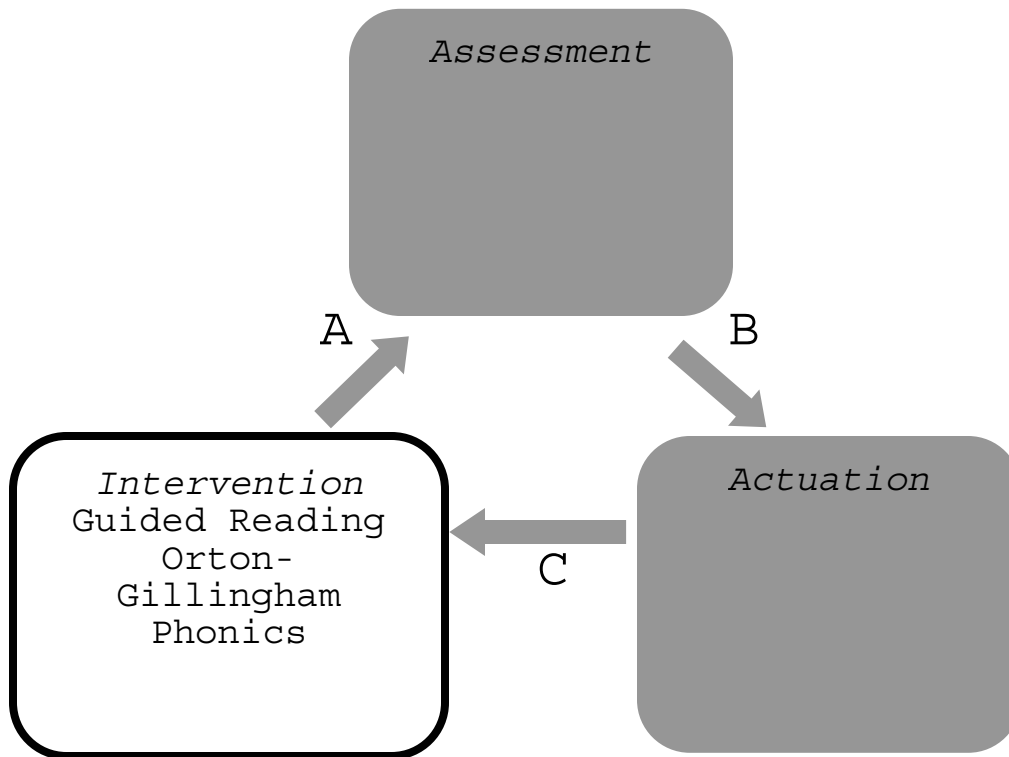 Assessment
A
B
Intervention
Guided Reading
Orton-
Gillingham
Phonics
Actuation
C